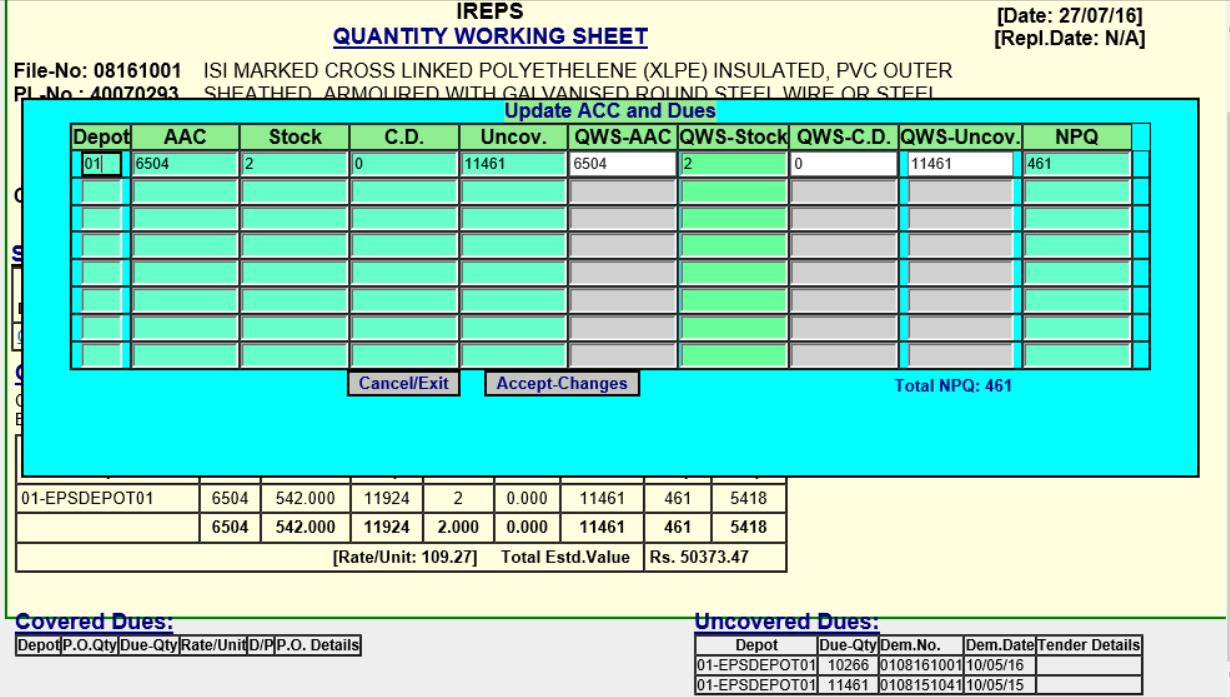 IREPS
QUANTITY WORKING SHEET
[Date: 27/07/16]
[Repl.Date: N/A]
File-No: 08161001 ISI MARKED CROSS LINKED POLYETHELENE (XLPE) INSULATED, PVC OUTER
PL-No : 40070293 SHEATHED, ARMOURED WITH GALVANISED ROUND STEEL WIRE OR STEEL
Update ACC and Dues
Depot AAC Stock C.D. Uncov. QWS-AAC QWS-Stock QWS-C.D. QWS-Uncov. NPQ
01 6504 2 0 11461 6504 2 0 11461 461
Cancel/Exit Accept-Changes Total NPQ: 461
01-EPSDEPOT01 6504 542.000 11924 2 0.000 11461 461 5418
6504 542.000 11924 2.000 0.000 11461 461 5418
[Rate/Unit: 109.27] Total Estd.Value Rs. 50373.47
Covered Dues:
Depot P.O.Qty Due-Qty Rate/Unit D/P P.O. Details
Uncovered Dues:
Depot Due-Qty Dem.No. Dem.Date Tender Details
01-EPSDEPOT01 10266 0108161001 10/05/16
01-EPSDEPOT01 11461 0108151041 10/05/15